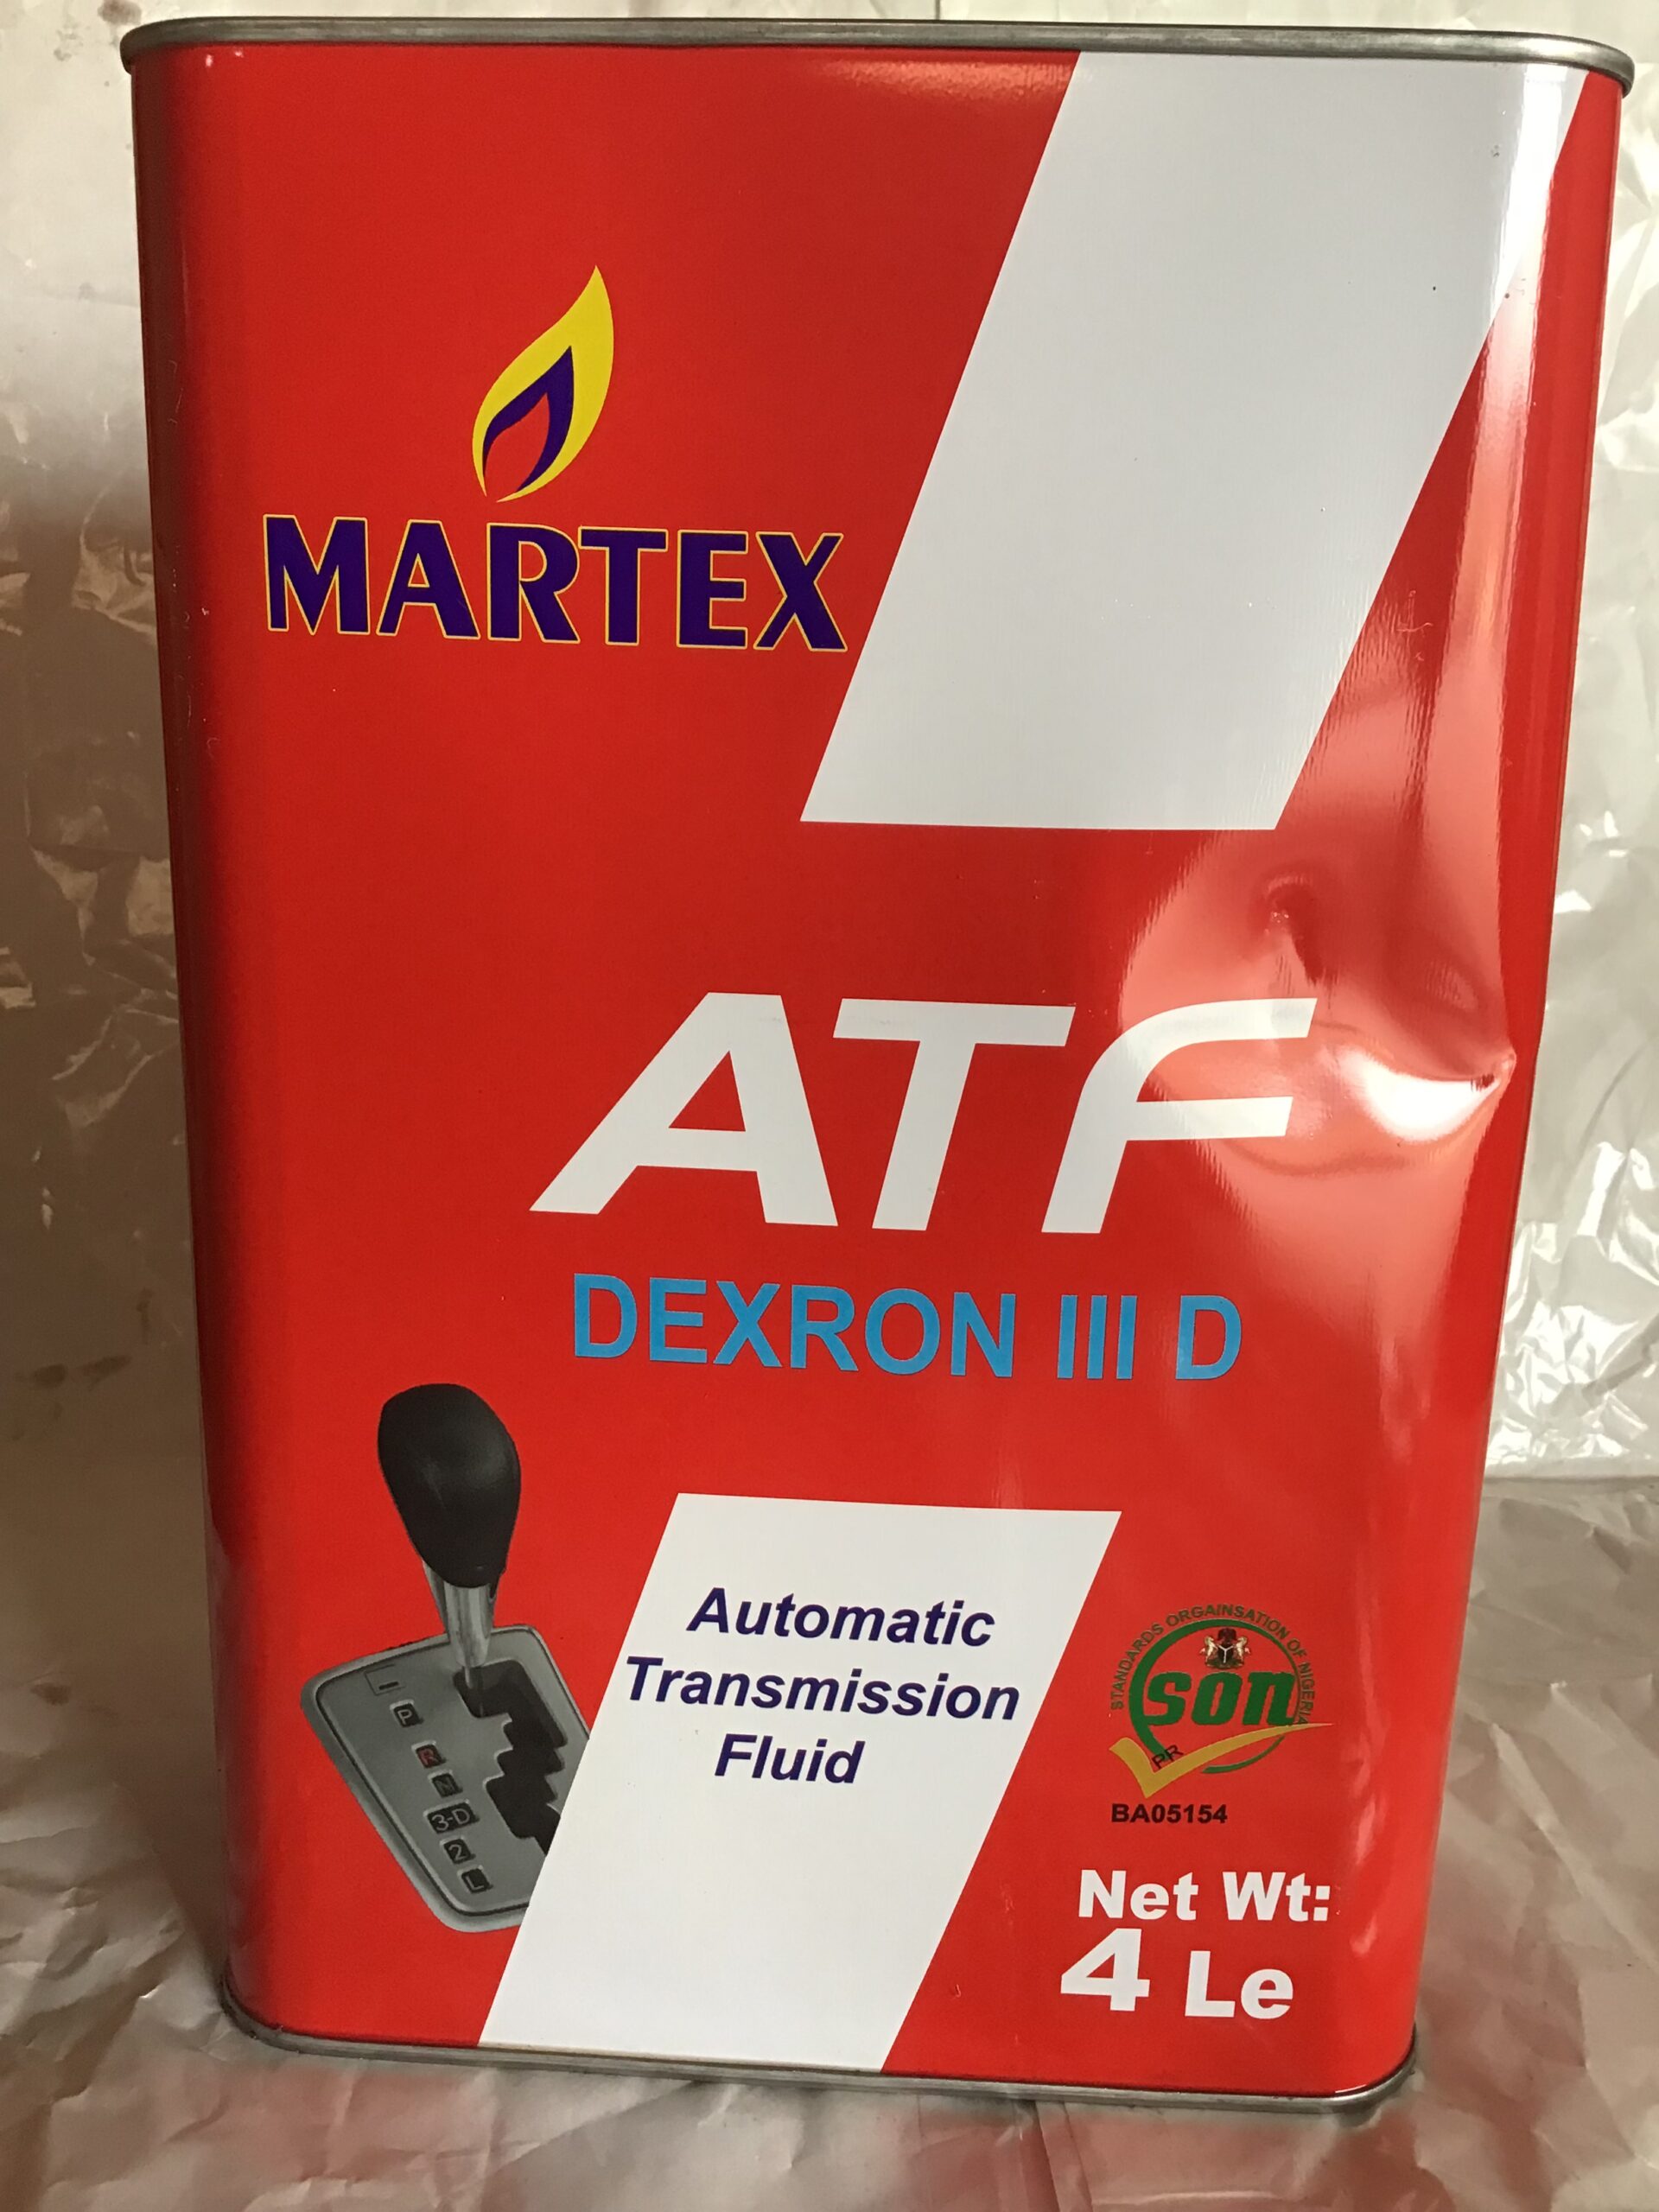 MARTEX
ATF
DEXRON III D
Automatic
Transmission
Fluid
P
R
N
3-D
2
L
STANDARDS ORGAINSATION OF NIGERIA
SON
PR
BA05154
Net Wt:
4 Le